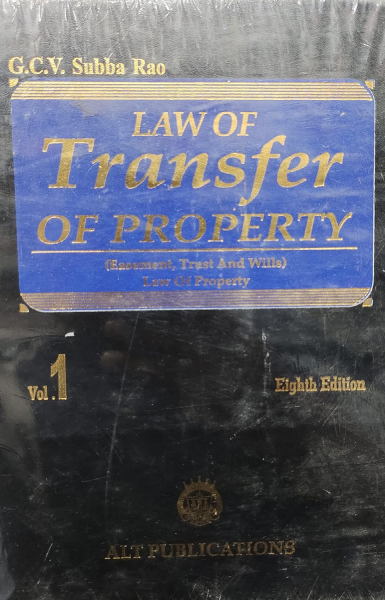 G.C.V. Subba Rao
LAW OF
Transfer
OF PROPERTY
(Easement, Trust And Wills)
Law Of Property
Vol. 1
Eighth Edition
ALT PUBLICATIONS